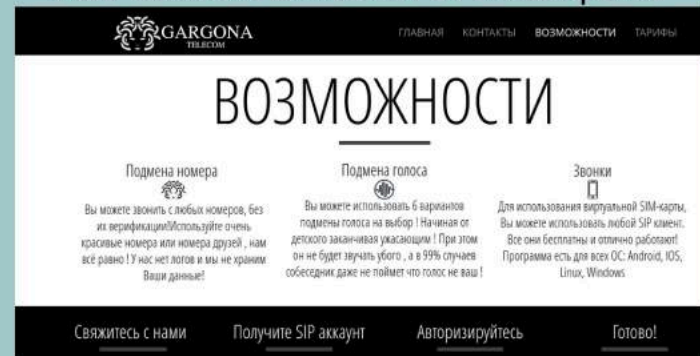 GARGONA
TELECOM
ГЛАВНАЯ КОНТАКТЫ ВОЗМОЖНОСТИ ТАРИФЫ
ВОЗМОЖНОСТИ
Подмена номера
Вы можете звонить с любых номеров, без
их верификации!Используйте очень
красивые номера или номера друзей , нам
всё равно ! У нас нет логов и мы не храним
Ваши данные!
Подмена голоса
Вы можете использовать 6 вариантов
подмены голоса на выбор ! Начиная от
детского заканчивая ужасающим ! При этом
он не будет звучать убого , а в 99% случаев
собеседник даже не поймет что голос не ваш !
Звонки
Для использования виртуальной SIM-карты,
Вы можете использовать любой SIP клиент.
Все они бесплатны и отлично работают!
Программа есть для всех ОС: Android, IOS,
Linux, Windows
Свяжитесь с нами
Получите SIP аккаунт
Авторизируйтесь
Готово!